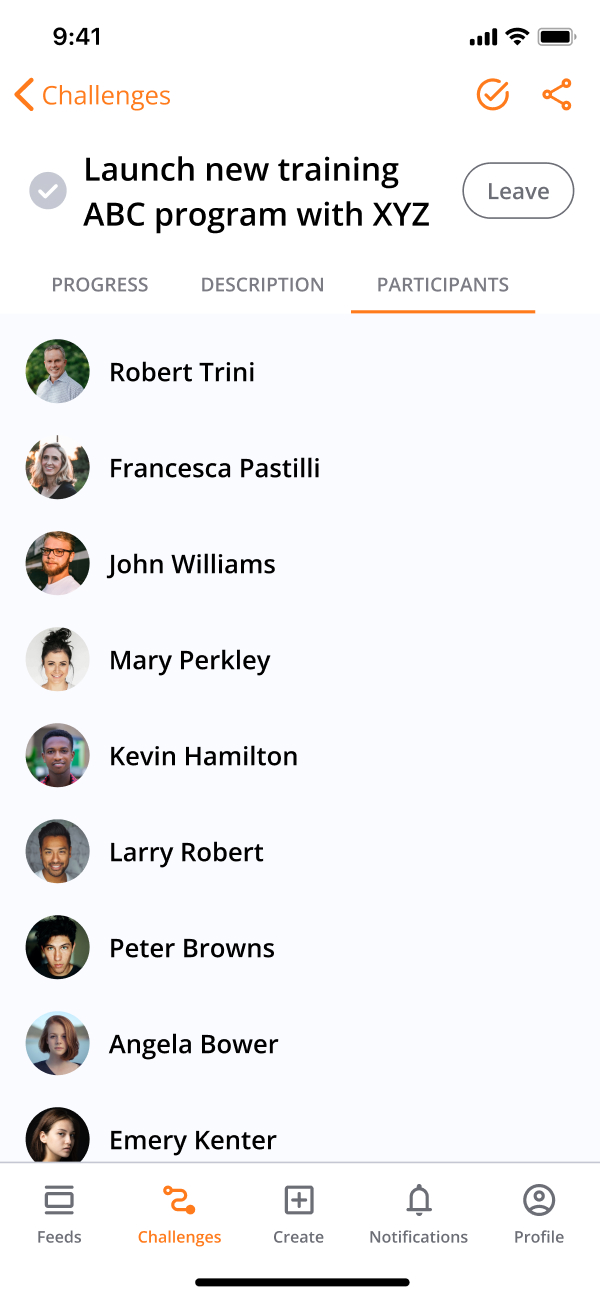 9:41
Challenges
Launch new training
ABC program with XYZ
Leave
PROGRESS DESCRIPTION PARTICIPANTS
Robert Trini
Francesca Pastilli
John Williams
Mary Perkley
Kevin Hamilton
Larry Robert
Peter Browns
Angela Bower
Emery Kenter
Feeds Challenges Create Notifications Profile